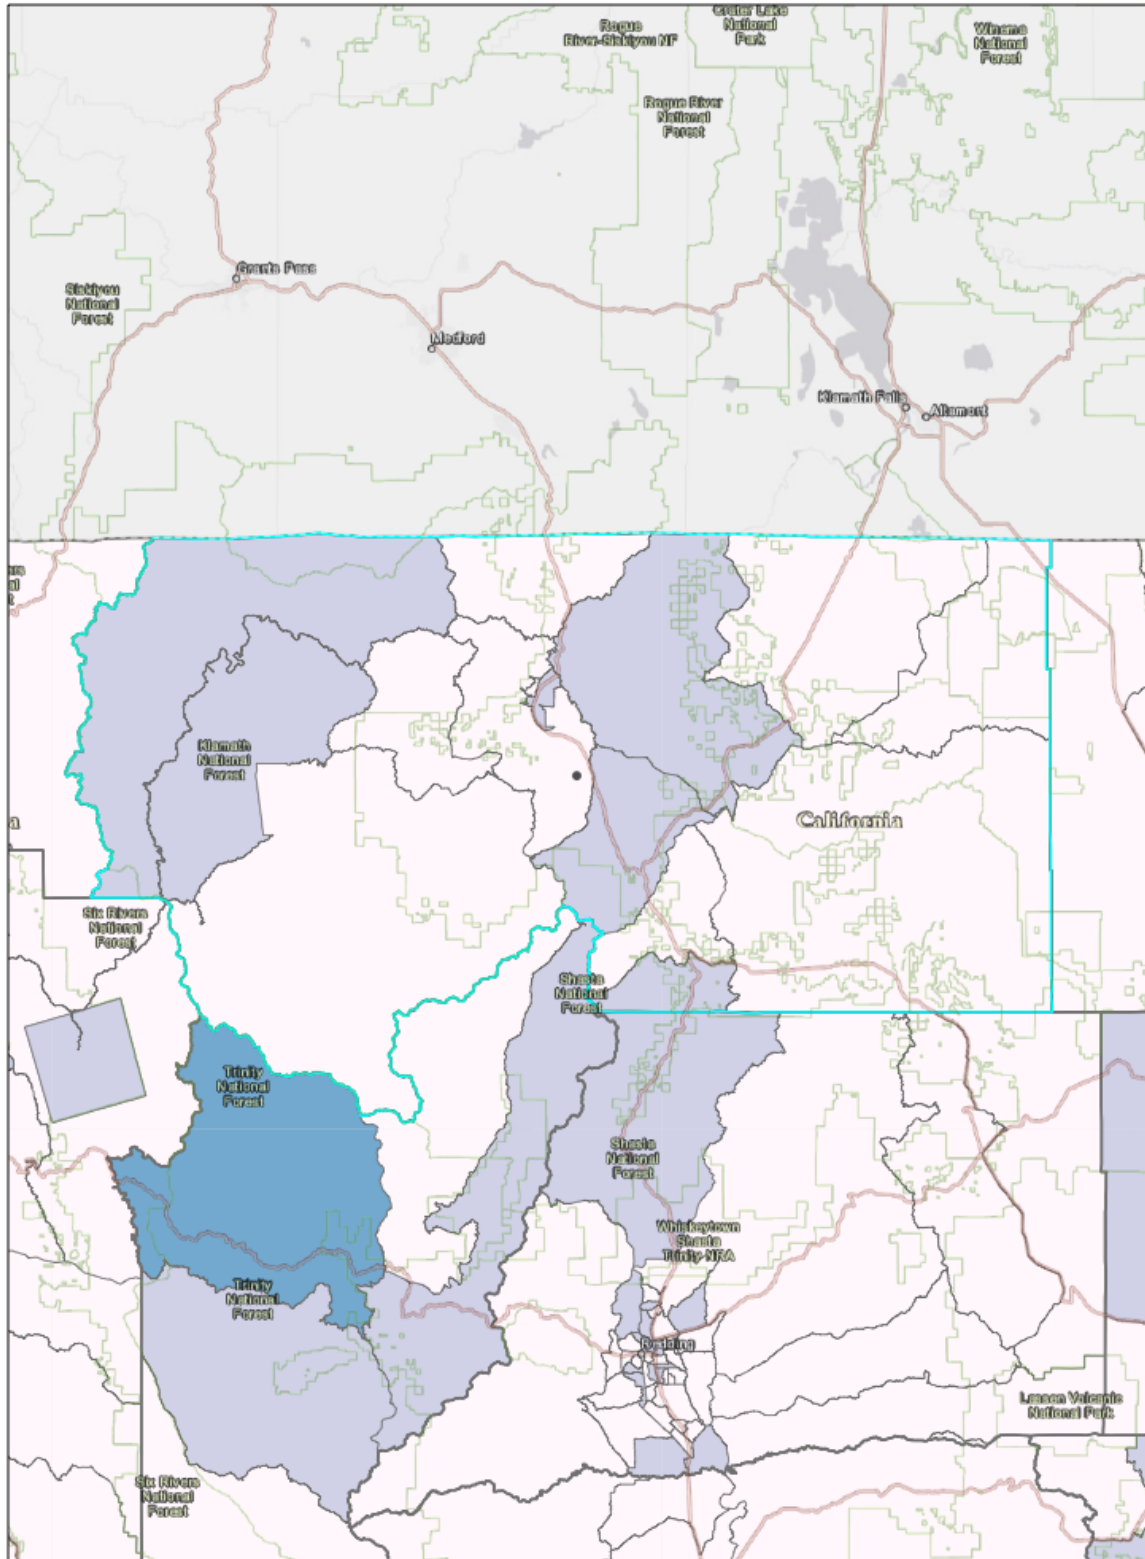 Crater Lake
National
Park
Rogue
River-Siskiyou NF
Winema
National
Forest
Rogue River
National
Forest
Grants Pass
Siskiyou
National
Forest
Medford
Klamath Falls
Altamont
Klamath
National
Forest
California
Six Rivers
National
Forest
Shasta
National
Forest
Trinity
National
Forest
Shasta
National
Forest
Whiskeytown
Shasta
Trinity NRA
Trinity
National
Forest
Redding
Lassen Volcanic
National Park
Six Rivers
National
Forest